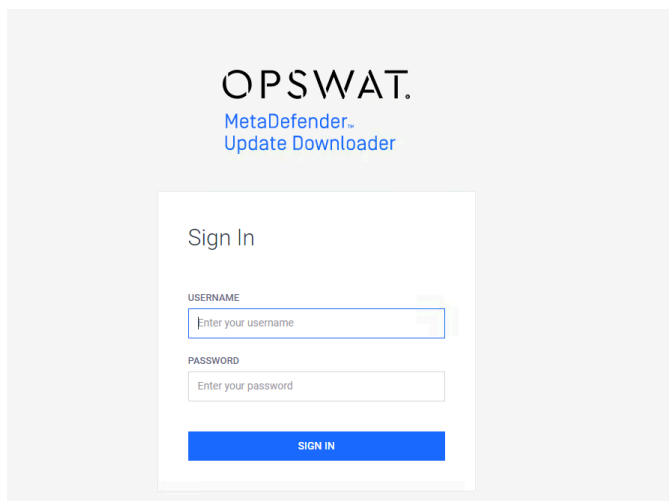 OPSWAT.
MetaDefender™
Update Downloader
Sign In
USERNAME
Enter your username
PASSWORD
Enter your password
SIGN IN